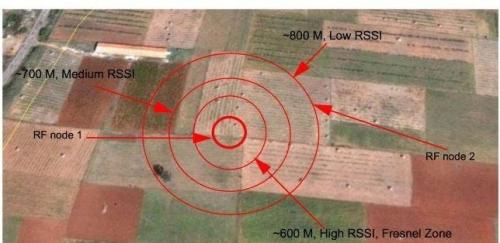 ~800 M, Low RSSI
~700 M, Medium RSSI
RF node 1
RF node 2
~600 M, High RSSI, Fresnel Zone